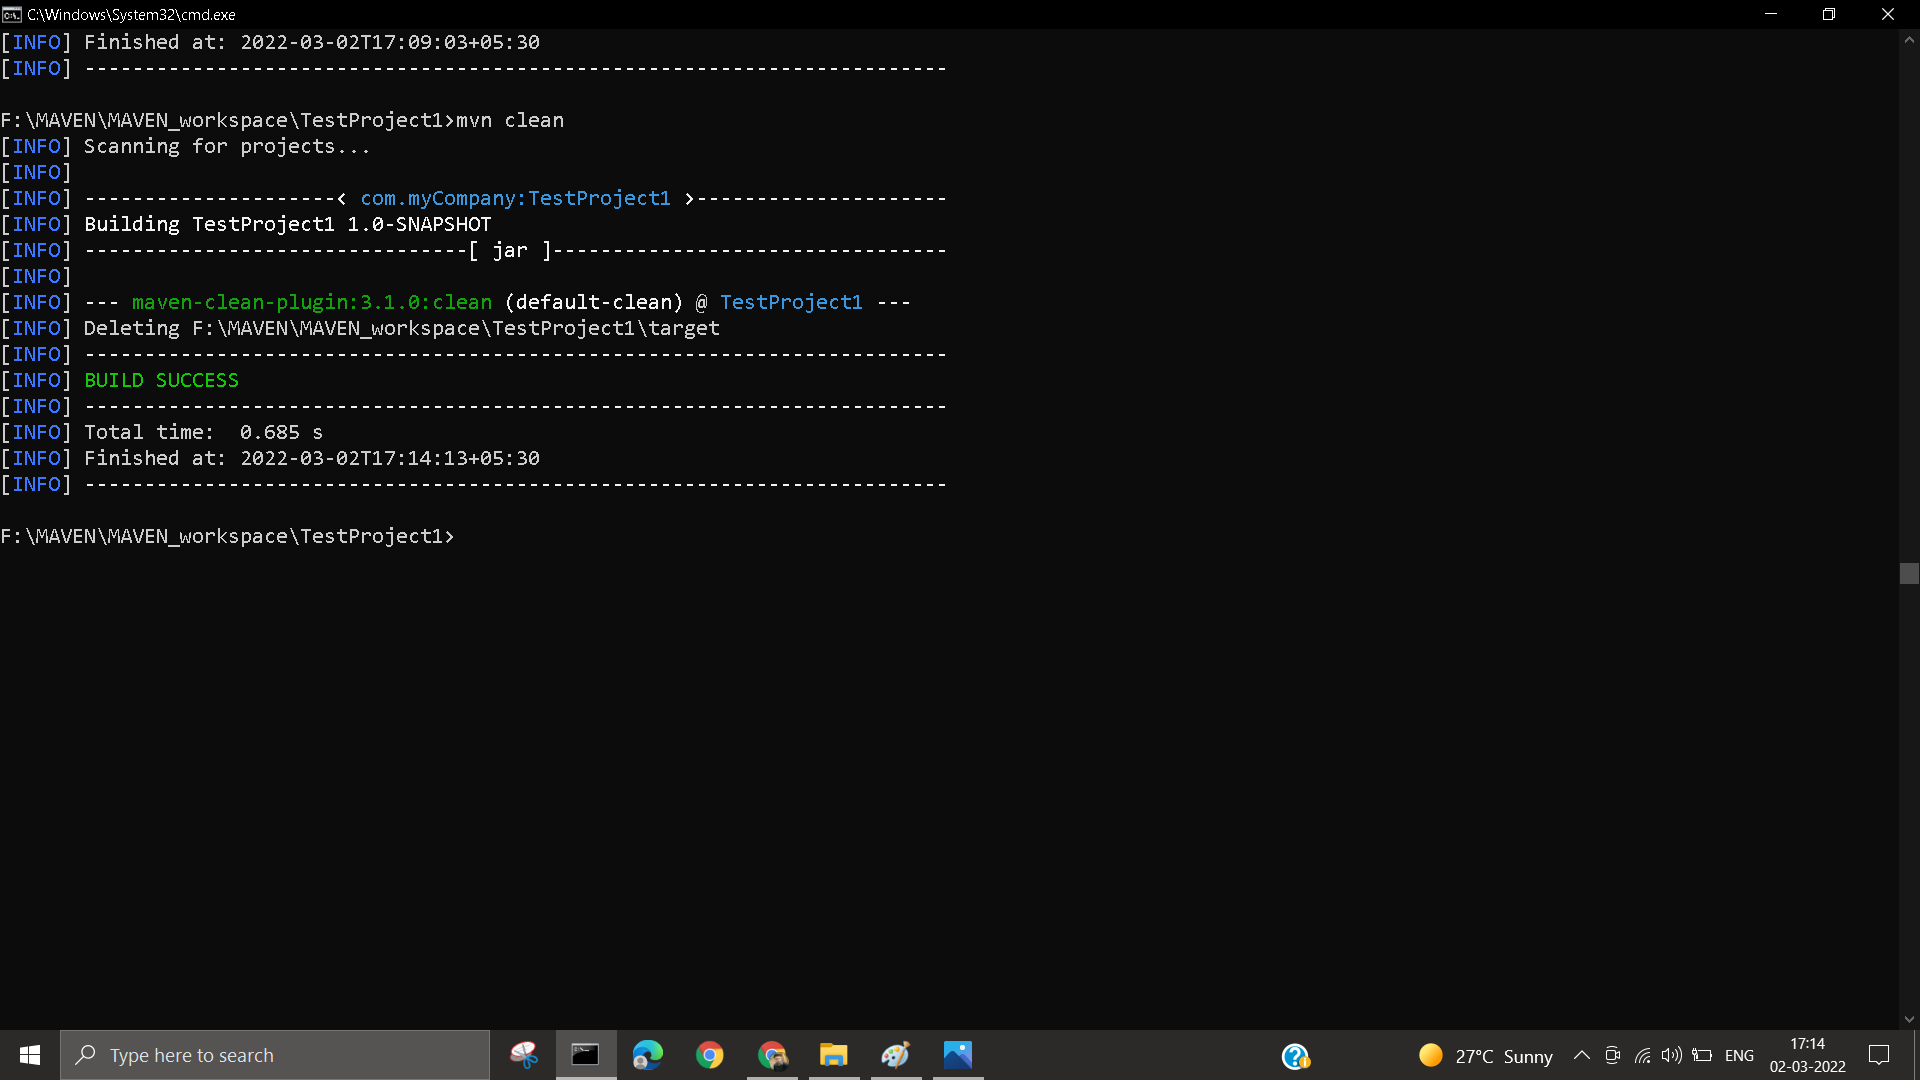 C:\Windows\System32\cmd.exe
[INFO] Finished at: 2022-03-02T17:09:03+05:30
[INFO] ------------------------------------------------------------------------
F:\MAVEN\MAVEN_workspace\TestProject1>mvn clean
[INFO] Scanning for projects...
[INFO]
[INFO] ---------------------< com.myCompany:TestProject1 >---------------------
[INFO] Building TestProject1 1.0-SNAPSHOT
[INFO] --------------------------------[ jar ]---------------------------------
[INFO]
[INFO] --- maven-clean-plugin:3.1.0:clean (default-clean) @ TestProject1 ---
[INFO] Deleting F:\MAVEN\MAVEN_workspace\TestProject1\target
[INFO] ------------------------------------------------------------------------
[INFO] BUILD SUCCESS
[INFO] ------------------------------------------------------------------------
[INFO] Total time:  0.685 s
[INFO] Finished at: 2022-03-02T17:14:13+05:30
[INFO] ------------------------------------------------------------------------
F:\MAVEN\MAVEN_workspace\TestProject1>
Type here to search
27°C Sunny
ENG
17:14
02-03-2022